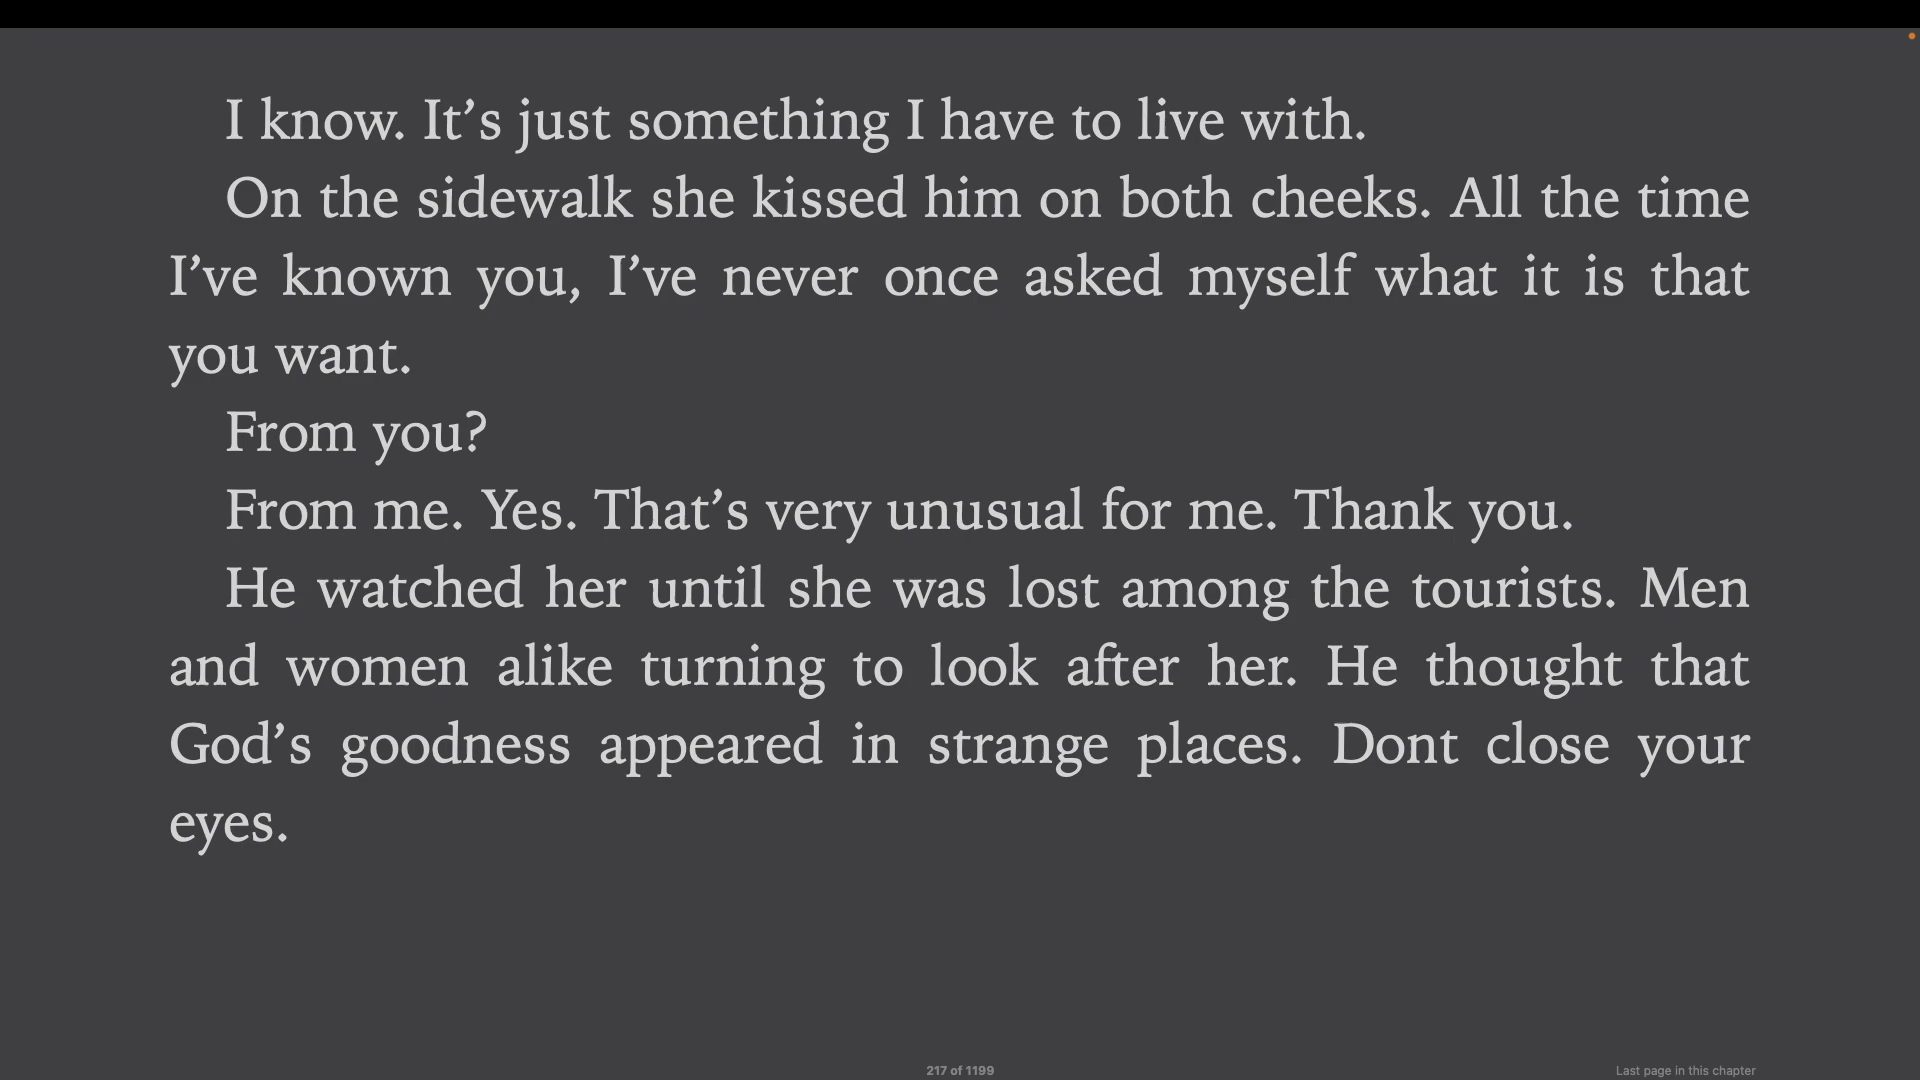 I know. It’s just something I have to live with.
On the sidewalk she kissed him on both cheeks. All the time
I’ve known you, I’ve never once asked myself what it is that
you want.
From you?
From me. Yes. That’s very unusual for me. Thank you.
He watched her until she was lost among the tourists. Men
and women alike turning to look after her. He thought that
God’s goodness appeared in strange places. Dont close your
eyes.
217 of 1199
Last page in this chapter